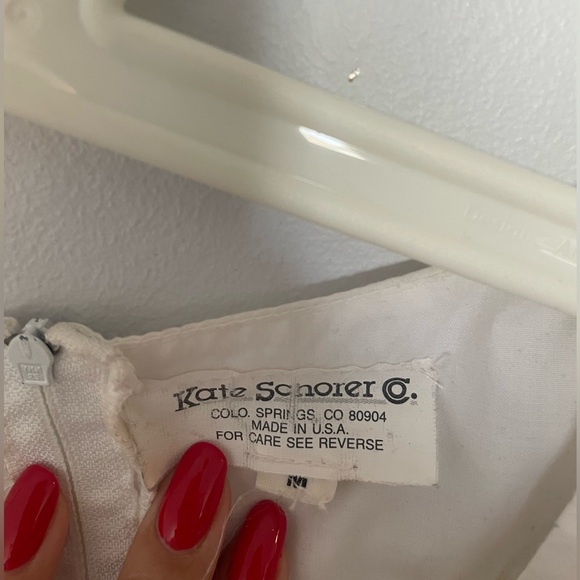 Kate Schorer Co.
COLO. SPRINGS, CO 80904
MADE IN U.S.A.
FOR CARE SEE REVERSE
M